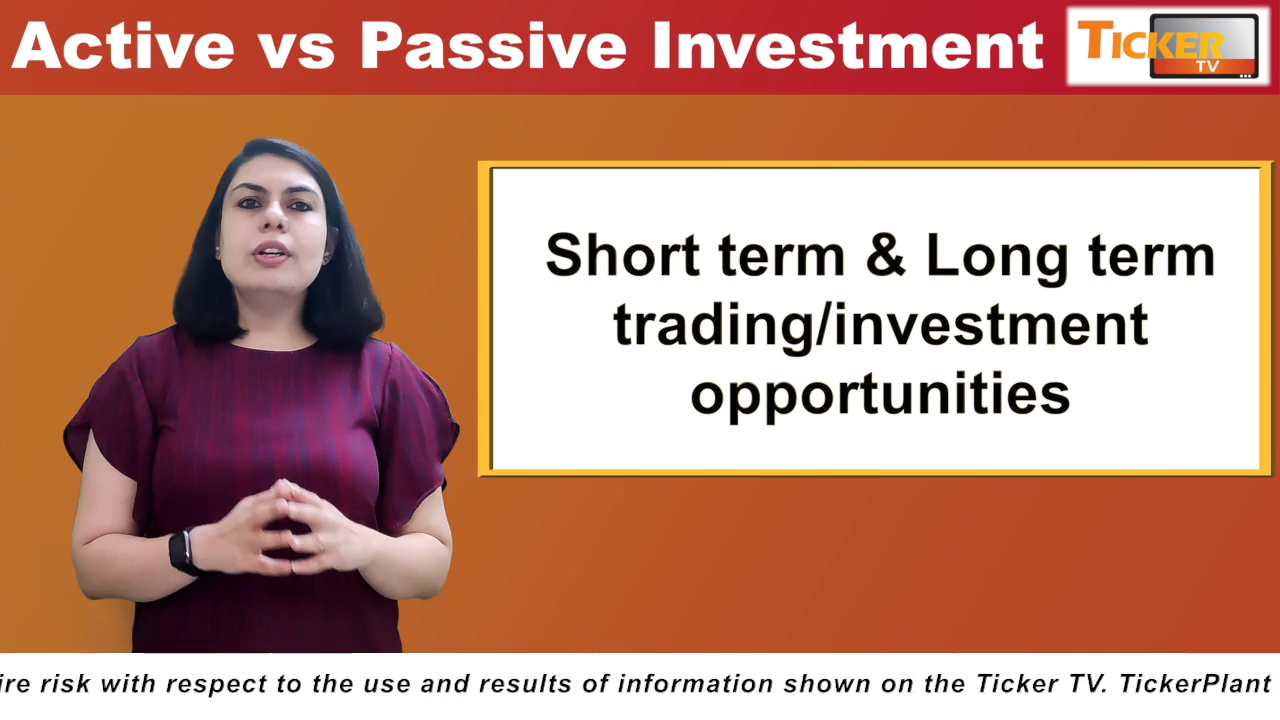 Active vs Passive Investment
TICKER
TV
Short term & Long term
trading/investment
opportunities
ire risk with respect to the use and results of information shown on the Ticker TV. TickerPlant